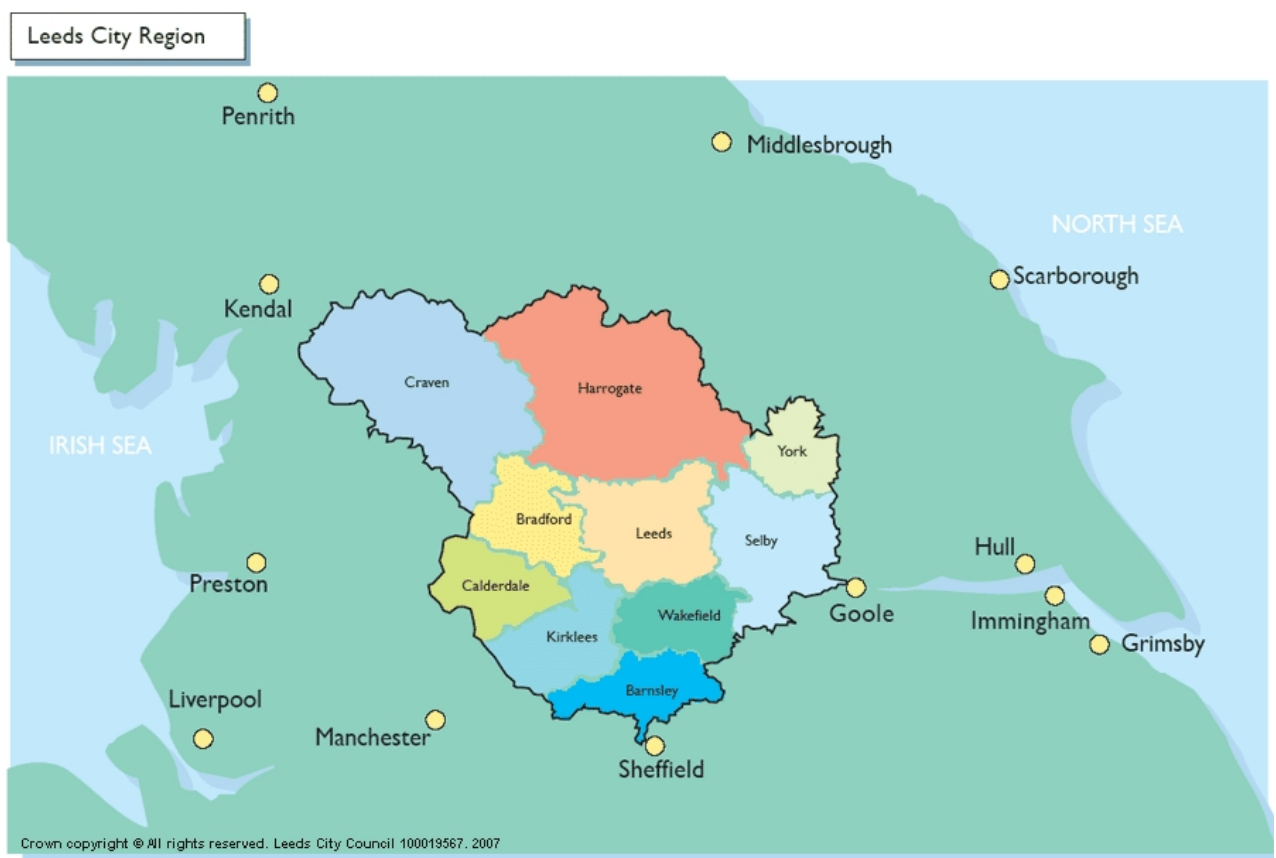 Leeds City Region
Penrith
Middlesbrough
NORTH SEA
Scarborough
Kendal
Craven
Harrogate
IRISH SEA
York
Bradford
Leeds
Selby
Hull
Preston
Calderdale
Goole
Immingham
Wakefield
Kirklees
Grimsby
Barnsley
Liverpool
Manchester
Sheffield
Crown copyright © All rights reserved. Leeds City Council 100019567. 2007